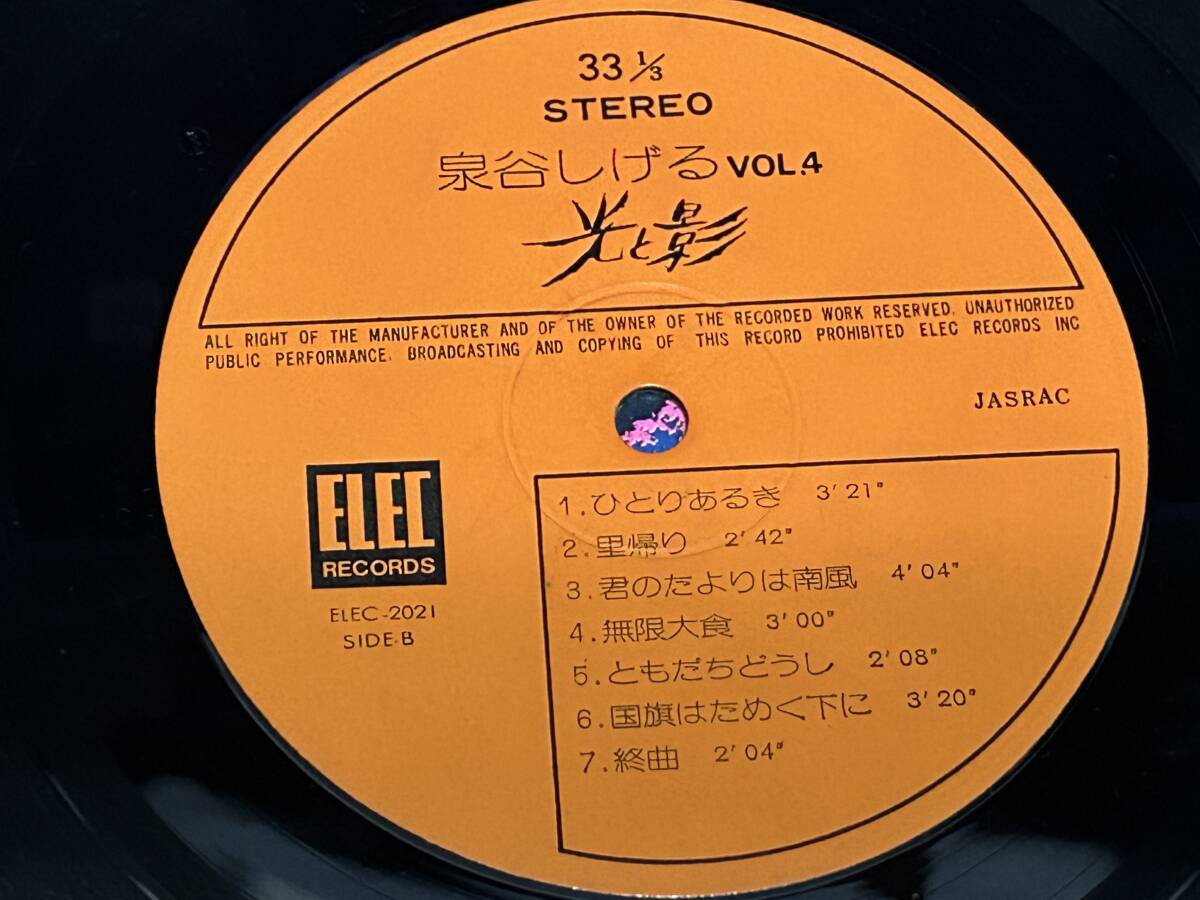 33 1/3
STEREO
泉谷しげる VOL.4
光と影
ALL RIGHT OF THE MANUFACTURER AND OF THE OWNER OF THE RECORDED WORK RESERVED. UNAUTHORIZED
PUBLIC PERFORMANCE, BROADCASTING AND COPYING OF THIS RECORD PROHIBITED ELEC RECORDS INC
JASRAC
ELEC
RECORDS
ELEC-2021
SIDE-B
1.ひとりあるき 3'21"
2.里帰り 2'42"
3.君のたよりは南風 4'04"
4.無限大食 3'00"
5.ともだちどうし 2'08"
6.国旗はためく下に 3'20"
7.終曲 2'04"